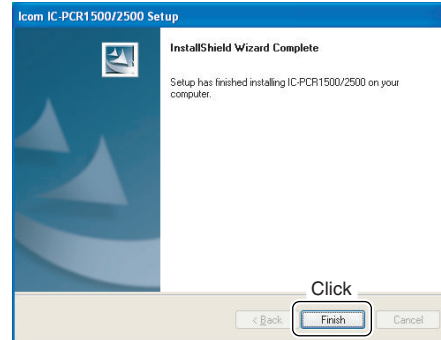 Icom IC-PCR1500/2500 Setup
InstallShield Wizard Complete
Setup has finished installing IC-PCR1500/2500 on your
computer.
Click
< Back Finish Cancel